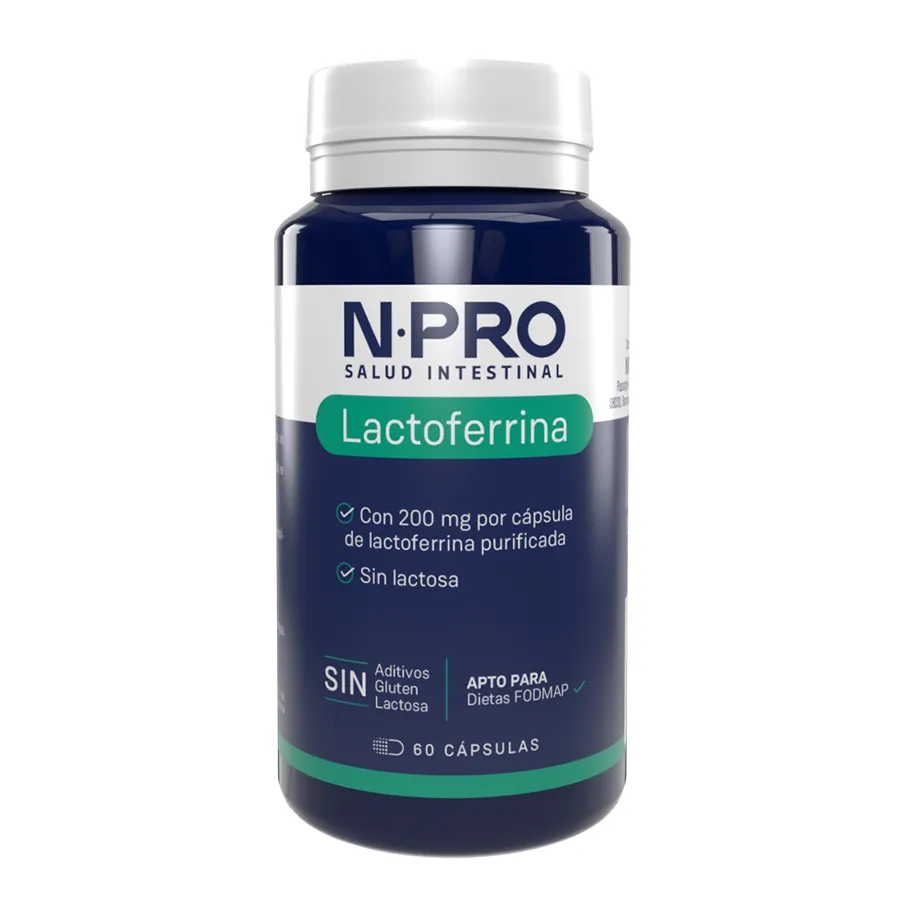 N·PRO
SALUD INTESTINAL
Lactoferrina
Con 200 mg por cápsula
de lactoferrina purificada
Sin lactosa
SIN
Aditivos
Gluten
Lactosa
APTO PARA
Dietas FODMAP
60 CÁPSULAS